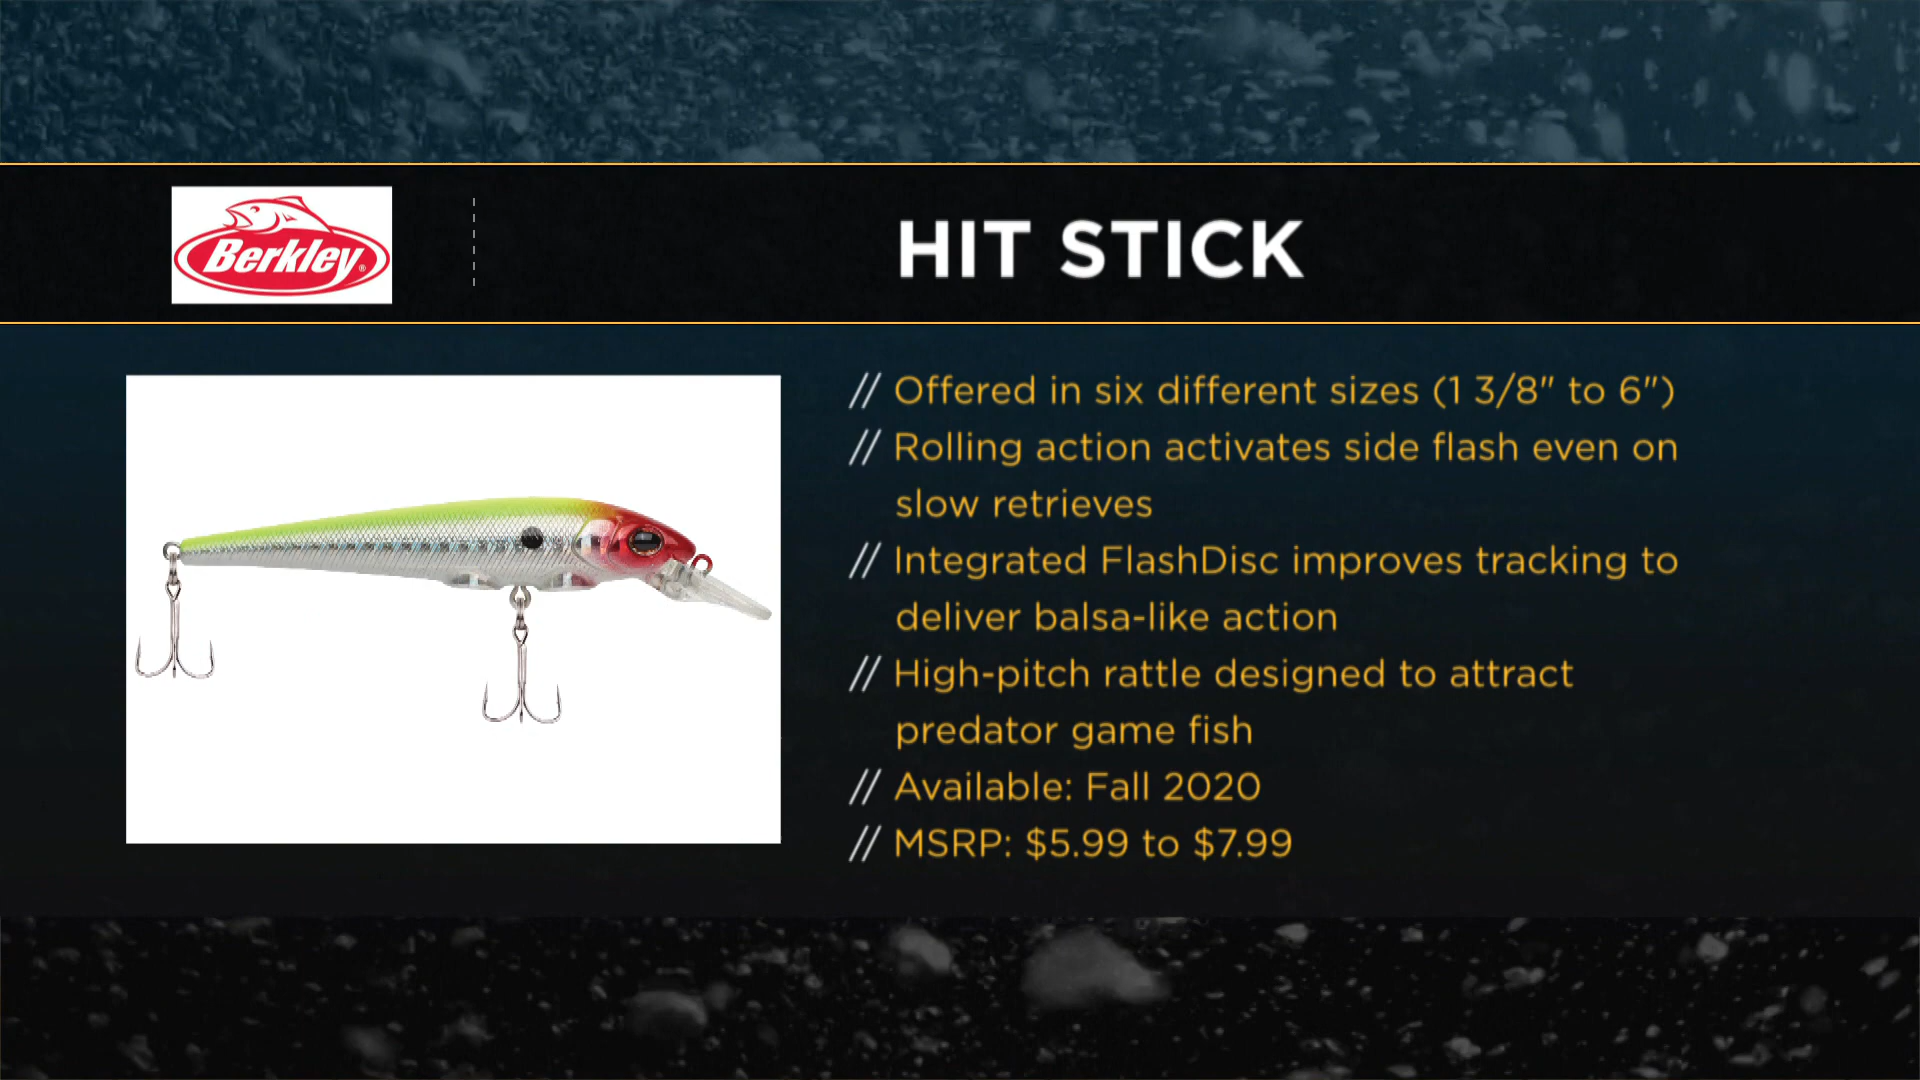 Berkley®
HIT STICK
// Offered in six different sizes (1 3/8" to 6")
// Rolling action activates side flash even on
slow retrieves
// Integrated FlashDisc improves tracking to
deliver balsa-like action
// High-pitch rattle designed to attract
predator game fish
// Available: Fall 2020
// MSRP: $5.99 to $7.99